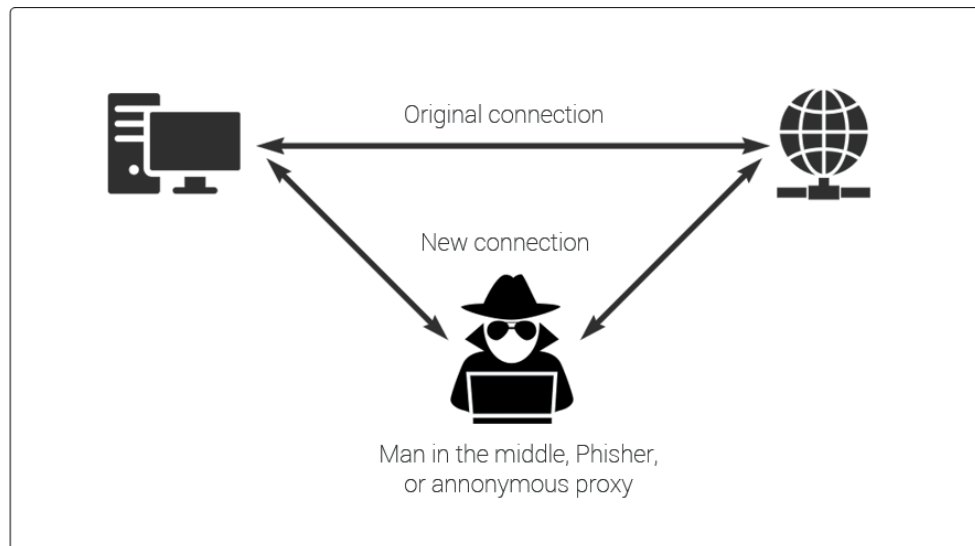 Original connection
New connection
Man in the middle, Phisher,
or annonymous proxy